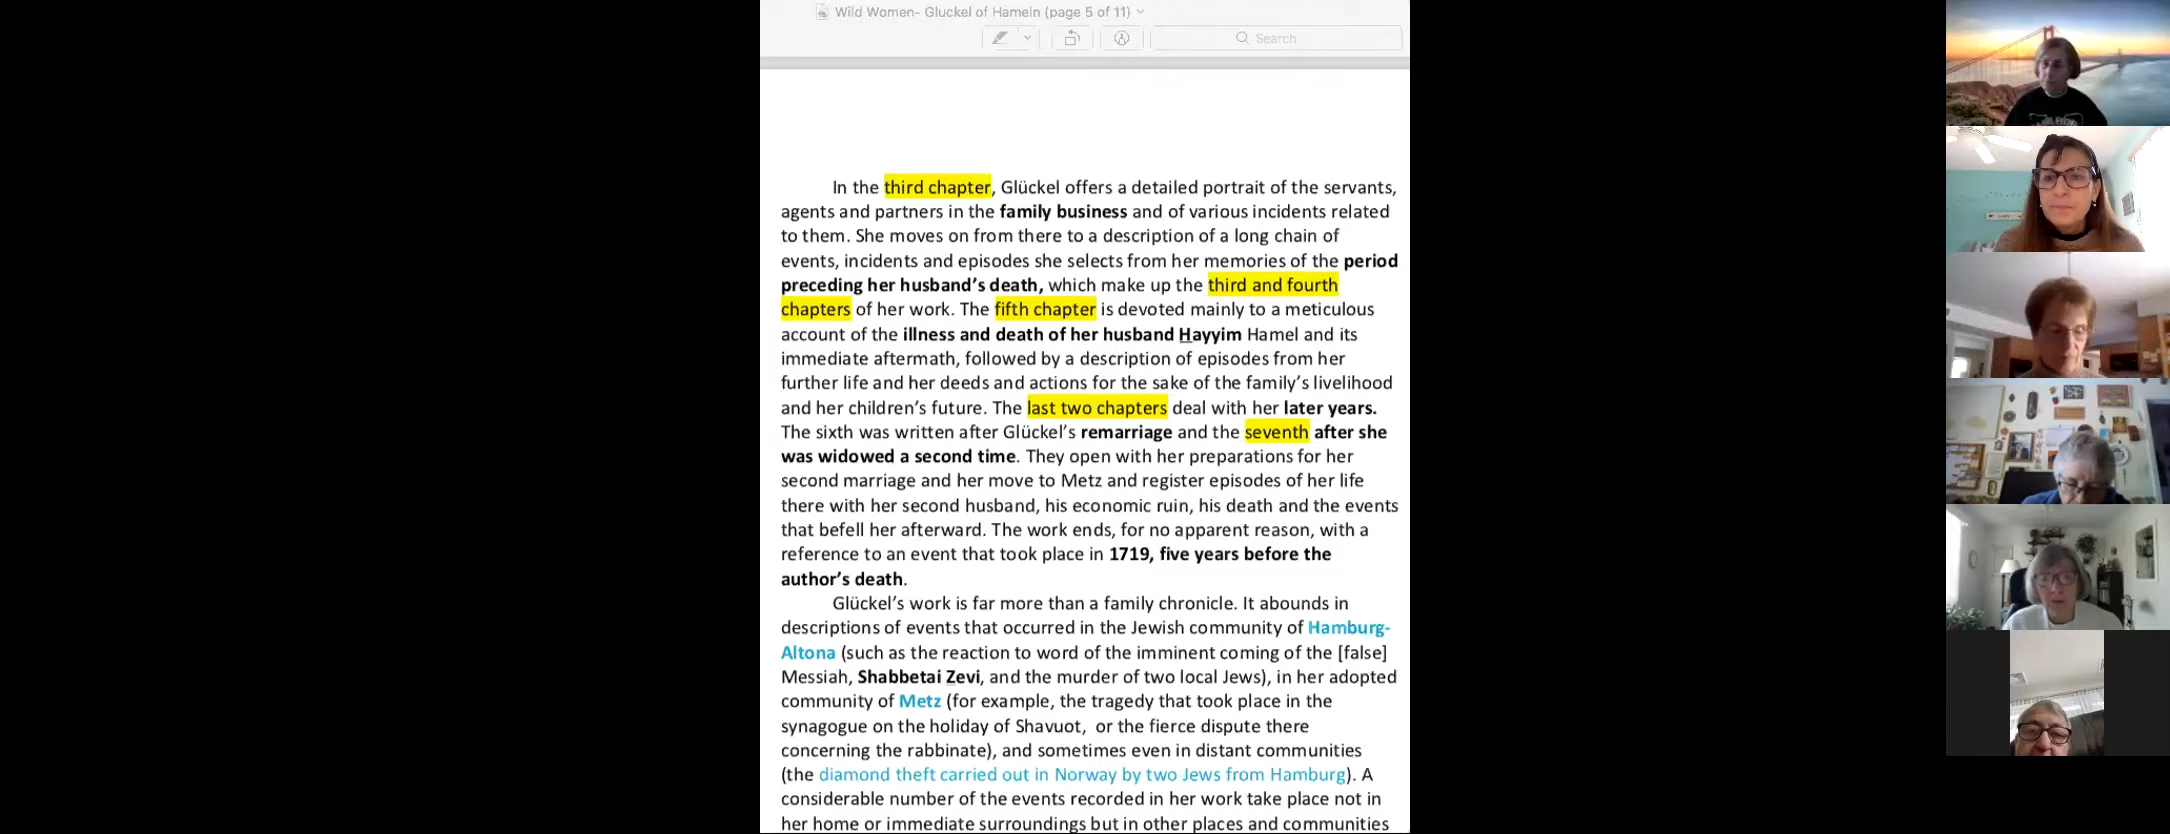 Wild Women- Gluckel of Hameln (page 5 of 11)
Search
In the third chapter, Glückel offers a detailed portrait of the servants,
agents and partners in the family business and of various incidents related
to them. She moves on from there to a description of a long chain of
events, incidents and episodes she selects from her memories of the period
preceding her husband’s death, which make up the third and fourth
chapters of her work. The fifth chapter is devoted mainly to a meticulous
account of the illness and death of her husband Hayyim Hamel and its
immediate aftermath, followed by a description of episodes from her
further life and her deeds and actions for the sake of the family’s livelihood
and her children’s future. The last two chapters deal with her later years.
The sixth was written after Glückel’s remarriage and the seventh after she
was widowed a second time. They open with her preparations for her
second marriage and her move to Metz and register episodes of her life
there with her second husband, his economic ruin, his death and the events
that befell her afterward. The work ends, for no apparent reason, with a
reference to an event that took place in 1719, five years before the
author’s death.
Glückel’s work is far more than a family chronicle. It abounds in
descriptions of events that occurred in the Jewish community of Hamburg-
Altona (such as the reaction to word of the imminent coming of the [false]
Messiah, Shabbetai Zevi, and the murder of two local Jews), in her adopted
community of Metz (for example, the tragedy that took place in the
synagogue on the holiday of Shavuot, or the fierce dispute there
concerning the rabbinate), and sometimes even in distant communities
(the diamond theft carried out in Norway by two Jews from Hamburg). A
considerable number of the events recorded in her work take place not in
her home or immediate surroundings but in other places and communities